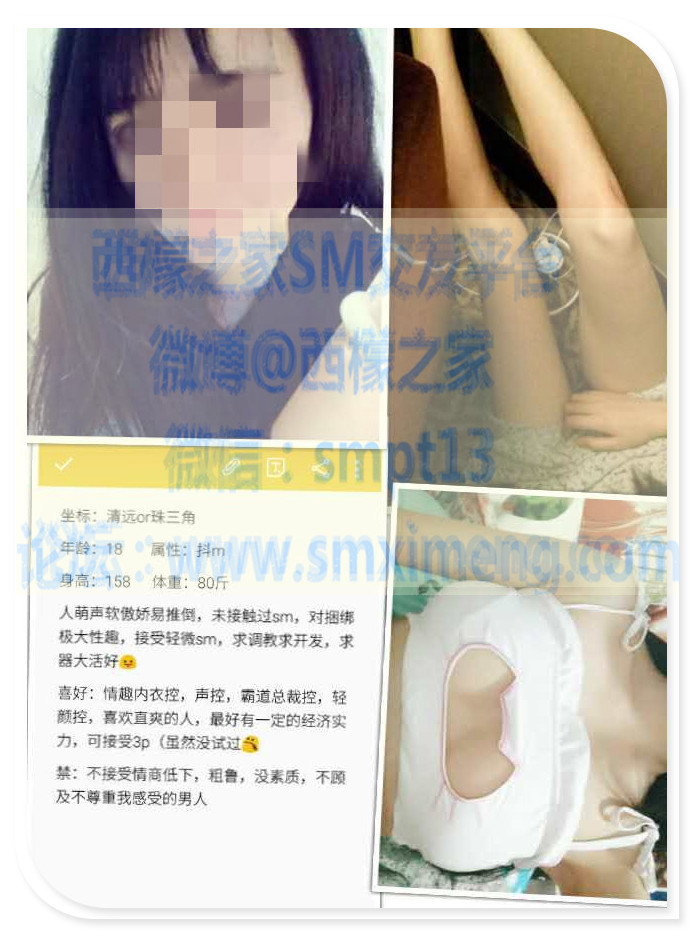 西檬之家SM交友平台
微博@西檬之家
微信：smpt13
论坛：www.smximeng.com
坐标：清远or珠三角
年龄：18 属性：抖m
身高：158 体重：80斤
人萌声软傲娇易推倒，未接触过sm，对捆绑
极大性趣，接受轻微sm，求调教求开发，求
器大活好
喜好：情趣内衣控，声控，霸道总裁控，轻
颜控，喜欢直爽的人，最好有一定的经济实
力，可接受3p（虽然没试过
禁：不接受情商低下，粗鲁，没素质，不顾
及不尊重我感受的男人